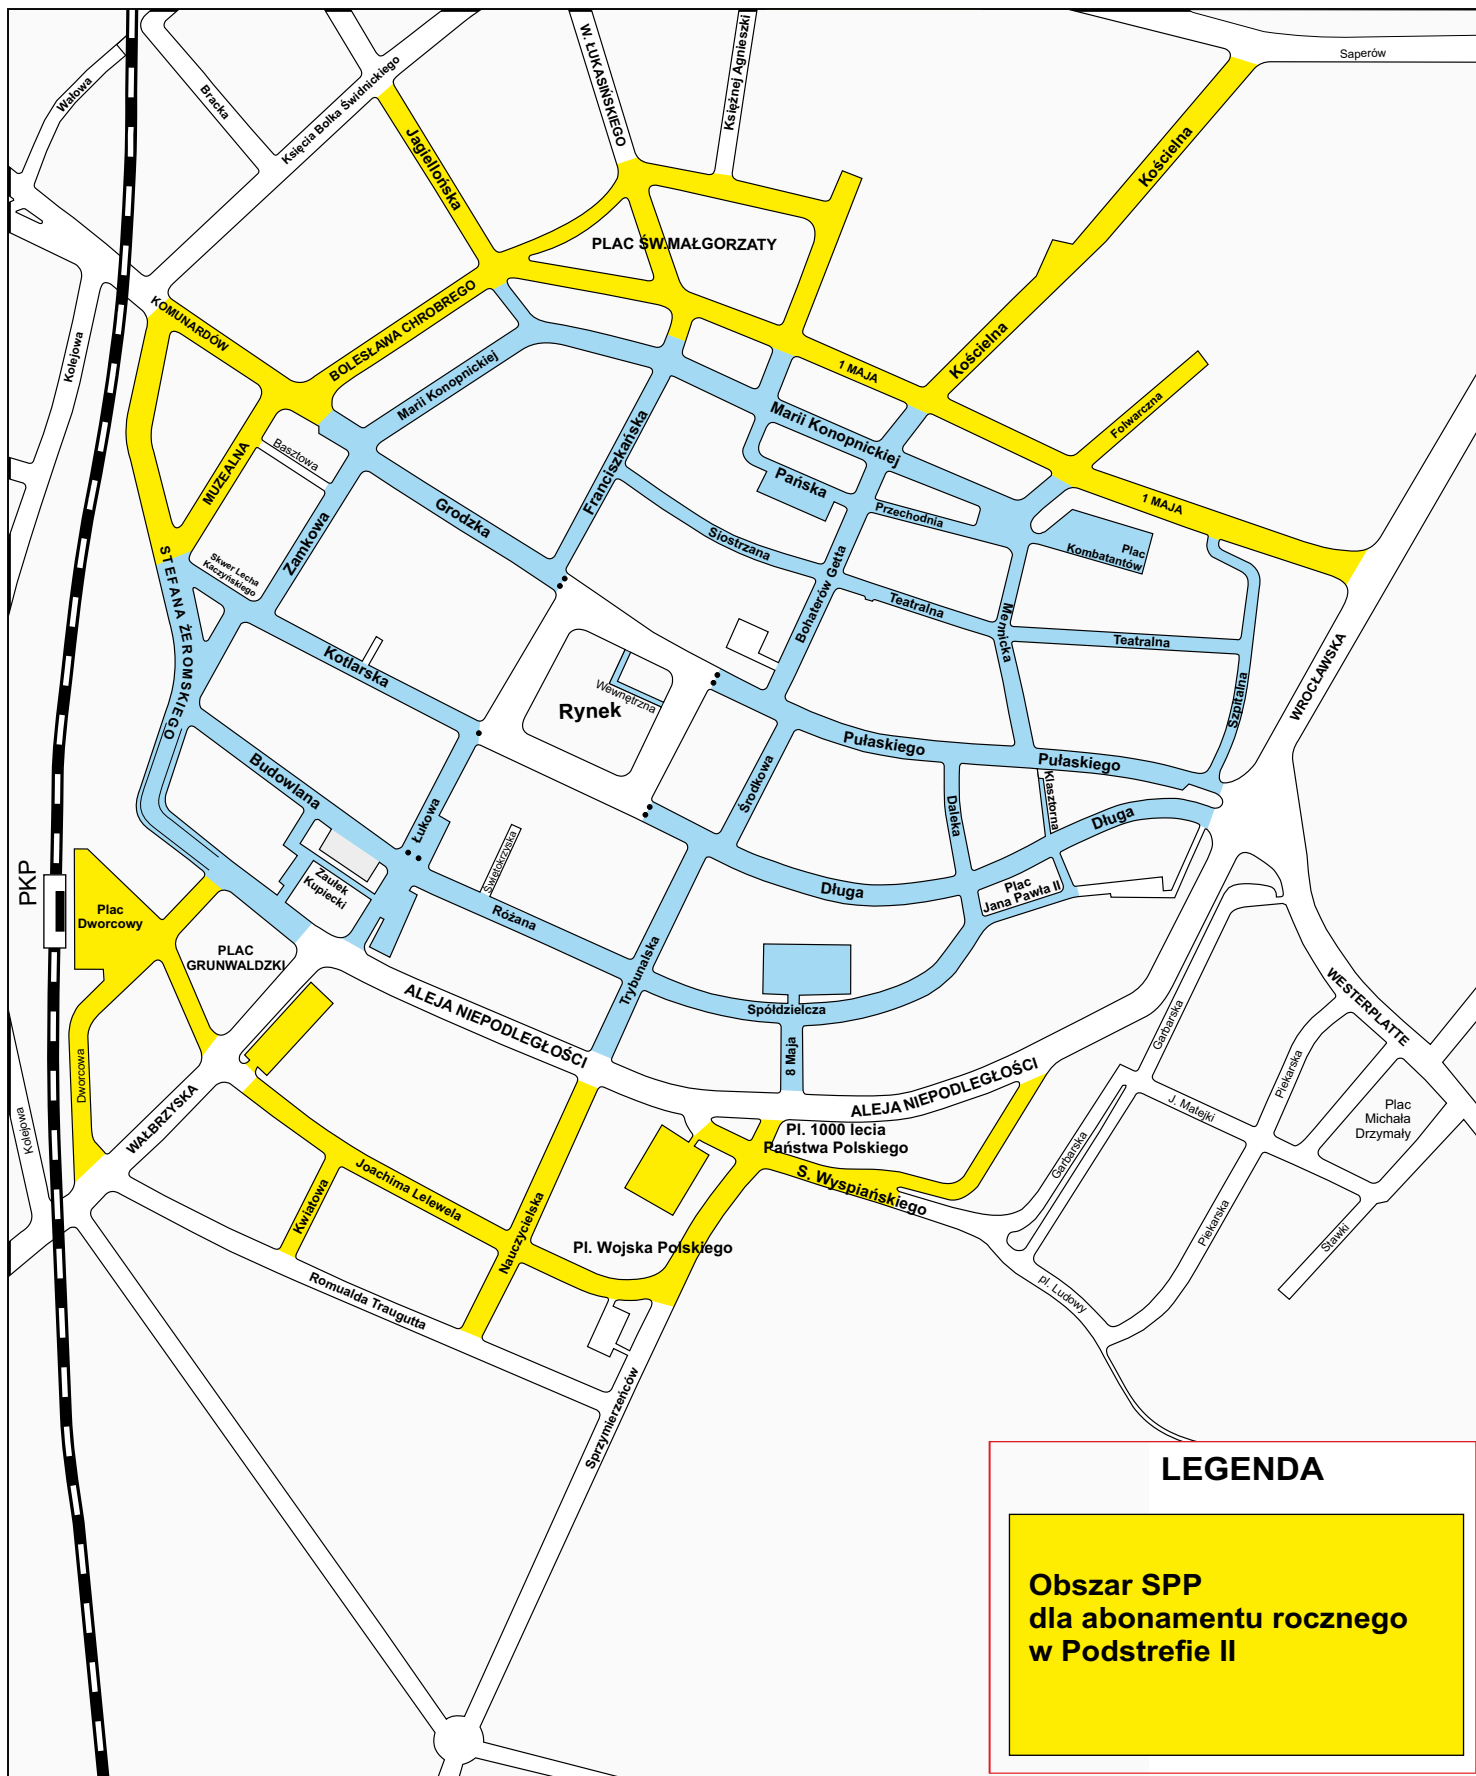 Saperów
W. ŁUKASIŃSKIEGO
Księżnej Agnieszki
Wałowa
Bracka
Księcia Bolka Świdnickiego
Jagiellońska
Kościelna
PLAC ŚW.MAŁGORZATY
KOMUNARDÓW
BOLESŁAWA CHROBREGO
Kolejowa
Marii Konopnickiej
1 MAJA
Kościelna
Folwarczna
Marii Konopnickiej
Franciszkańska
Basztowa
MUZEALNA
Pańska
Grodzka
Zamkowa
Przechodnia
1 MAJA
Siostrzana
Plac
Kombatantów
Skwer Lecha
Kaczyńskiego
STEFANA ŻEROMSKIEGO
Bohaterów Getta
Teatralna
Mennicka
Teatralna
Kotlarska
Wewnętrzna
Rynek
Szpitalna
WROCŁAWSKA
Pułaskiego
Pułaskiego
Budowlana
Środkowa
Łukowa
Daleka
Klasztorna
Długa
Świętokrzyska
PKP
Zaułek
Kupiecki
Długa
Plac
Jana Pawła II
Plac
Dworcowy
Różana
PLAC
GRUNWALDZKI
Trybunalska
ALEJA NIEPODLEGŁOŚCI
Spółdzielcza
8 Maja
WESTERPLATTE
Garbarska
Dworcowa
WAŁBRZYSKA
Kolejowa
ALEJA NIEPODLEGŁOŚCI
Piekarska
J. Matejki
Plac
Michała
Drzymały
Pl. 1000 lecia
Państwa Polskiego
Garbarska
S. Wyspiańskiego
Joachima Lelewela
Kwiatowa
Nauczycielska
Pl. Wojska Polskiego
Piekarska
Stawki
pl. Ludowy
Romualda Traugutta
Sprzymierzeńców
LEGENDA
Obszar SPP
dla abonamentu rocznego
w Podstrefie II